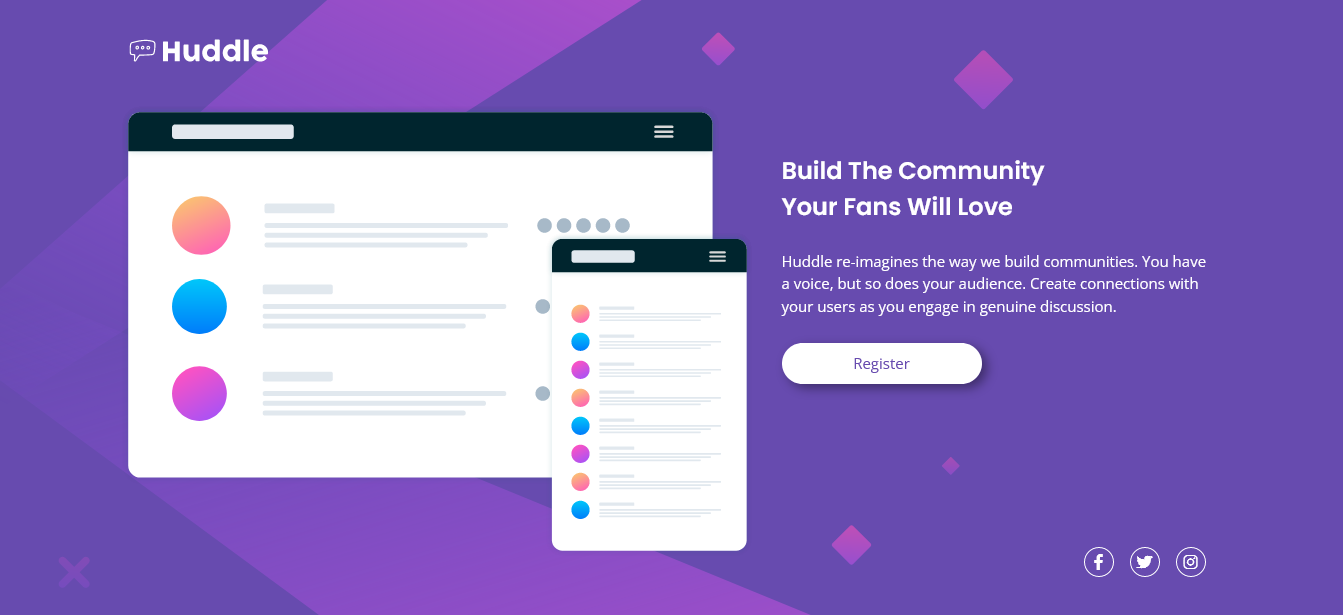 Huddle
Build The Community
Your Fans Will Love
Huddle re-imagines the way we build communities. You have
a voice, but so does your audience. Create connections with
your users as you engage in genuine discussion.
Register